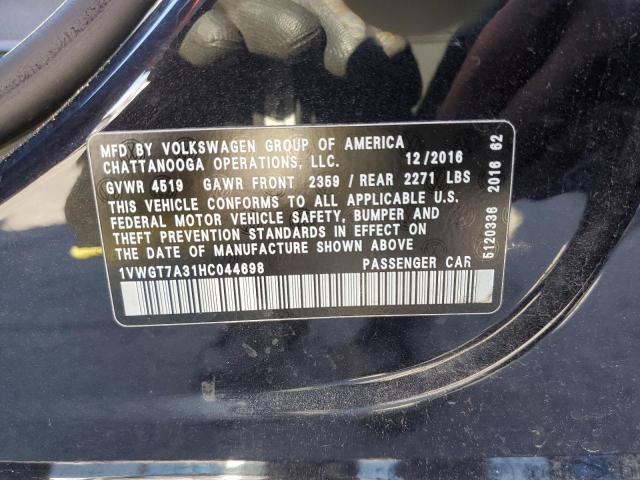 MFD BY VOLKSWAGEN GROUP OF AMERICA
CHATTANOOGA OPERATIONS, LLC. 12/2016
GVWR 4519 GAWR FRONT 2359 / REAR 2271 LBS
THIS VEHICLE CONFORMS TO ALL APPLICABLE U.S.
FEDERAL MOTOR VEHICLE SAFETY, BUMPER AND
THEFT PREVENTION STANDARDS IN EFFECT ON
THE DATE OF MANUFACTURE SHOWN ABOVE
1VWGT7A31HC044698 PASSENGER CAR
5120336 2016 62